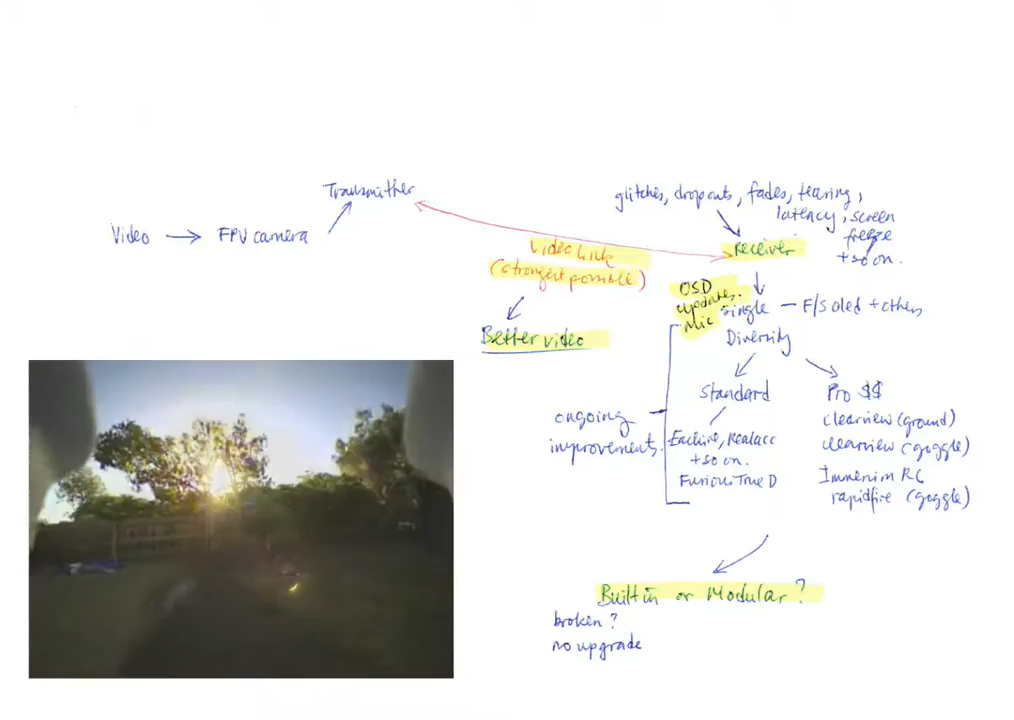 Transmitter
Video → FPV camera
glitches, dropouts, fades, tearing,
latency, screen
freeze
+ so on.
receiver
Video Link
(strongest possible)
Better video
OSD
updates.
Mic
single – F/S oled + others
Diversity
Standard
Pro $$
ongoing
improvements.
Eachine, Realacc
+ so on.
Furious True D
clearview (ground)
clearview (goggle)
Immersion RC
rapidfire (goggle)
Built in or Modular?
broken?
no upgrade